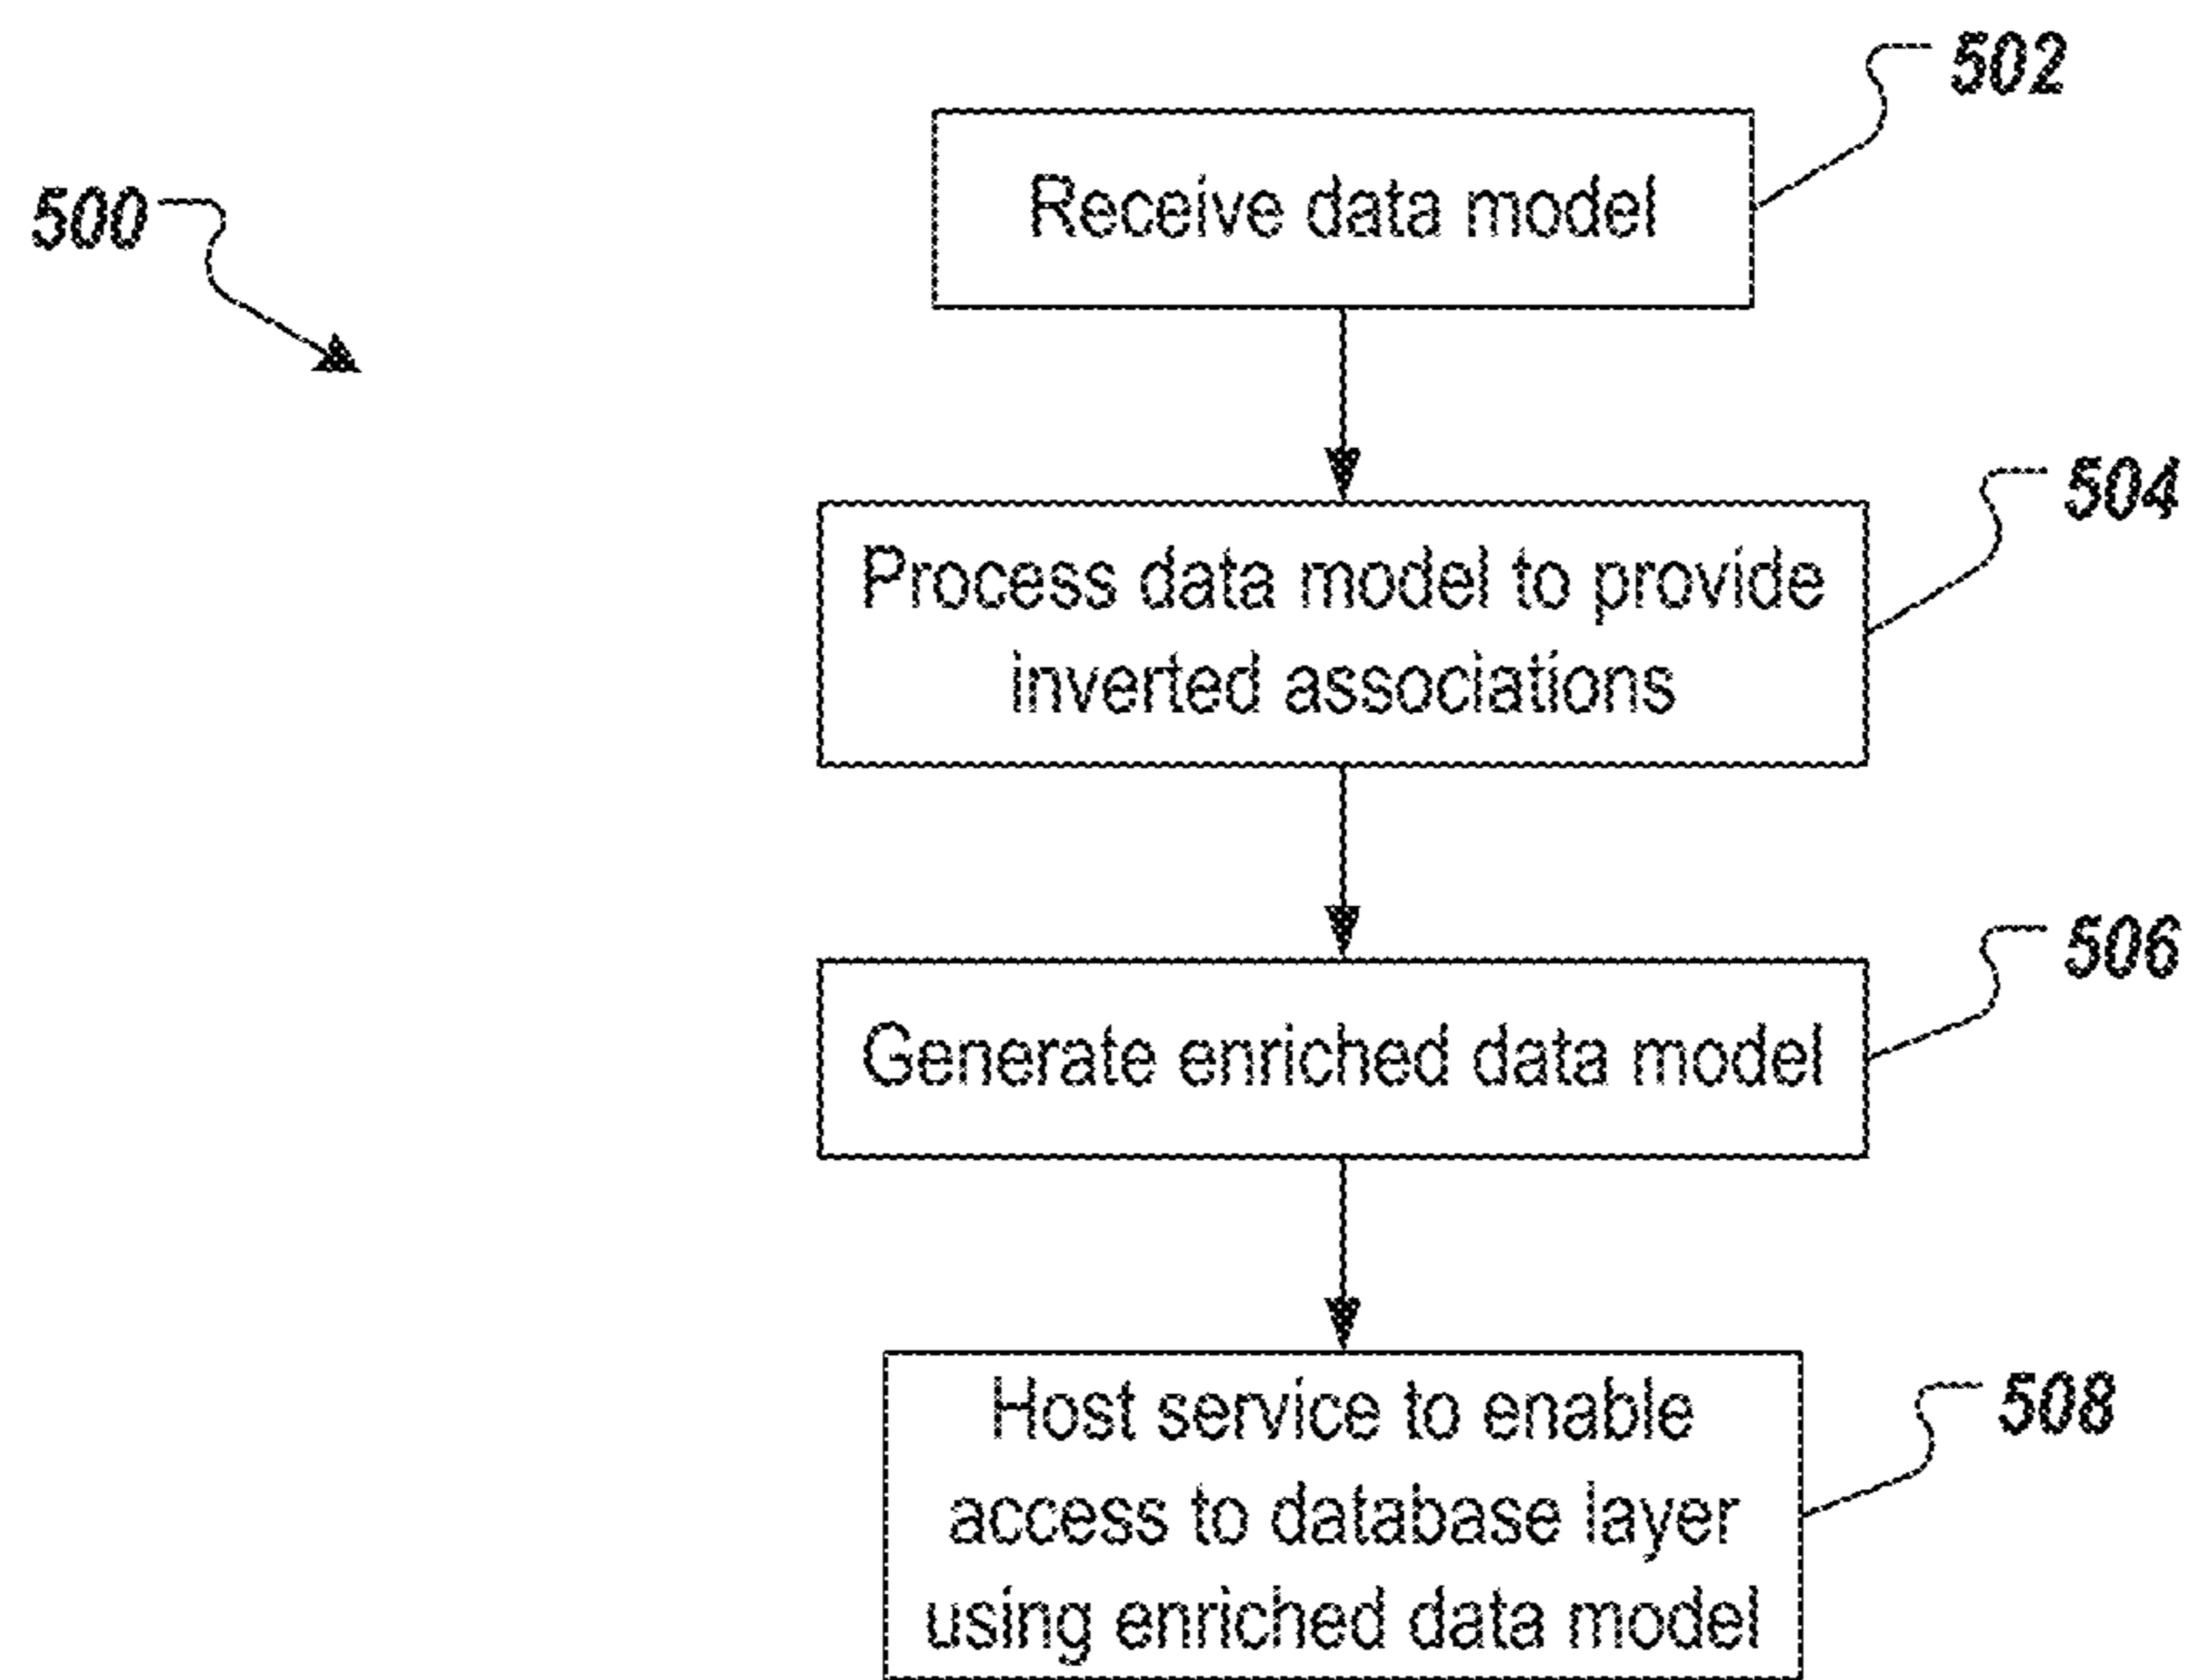 502
500
Receive data model
504
Process data model to provide
inverted associations
506
Generate enriched data model
508
Host service to enable
access to database layer
using enriched data model